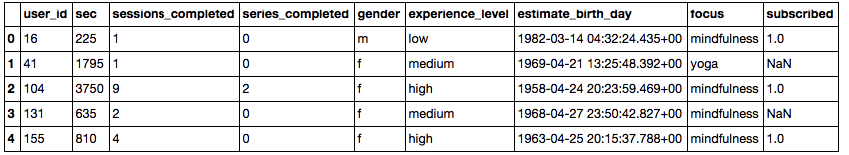 user_id sec sessions_completed series_completed gender experience_level estimate_birth_day focus subscribed
0 16 225 1 0 m low 1982-03-14 04:32:24.435+00 mindfulness 1.0
1 41 1795 1 0 f medium 1969-04-21 13:25:48.392+00 yoga NaN
2 104 3750 9 2 f high 1958-04-24 20:23:59.469+00 mindfulness 1.0
3 131 635 2 0 f medium 1968-04-27 23:50:42.827+00 mindfulness NaN
4 155 810 4 0 f high 1963-04-25 20:15:37.788+00 mindfulness 1.0